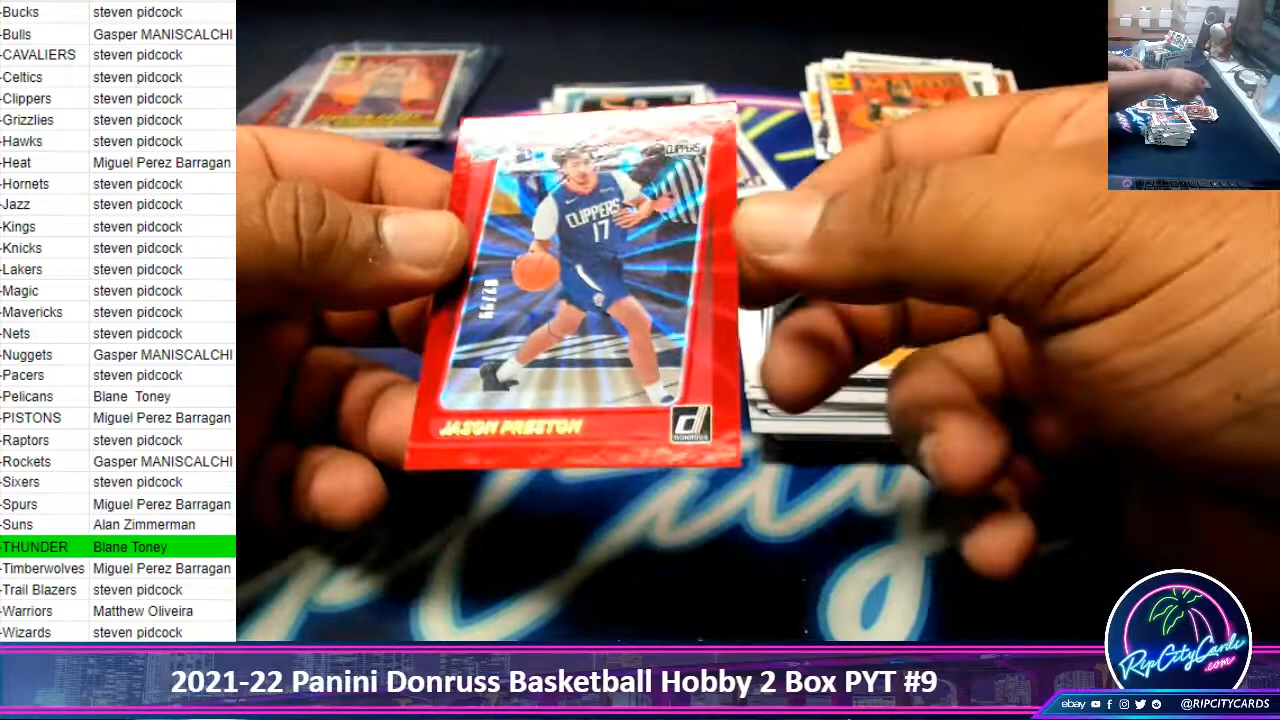 -Bucks steven pidcock
-Bulls Gasper MANISCALCHI
-CAVALIERS steven pidcock
-Celtics steven pidcock
-Clippers steven pidcock
-Grizzlies steven pidcock
-Hawks steven pidcock
-Heat Miguel Perez Barragan
-Hornets steven pidcock
-Jazz steven pidcock
-Kings steven pidcock
-Knicks steven pidcock
-Lakers steven pidcock
-Magic steven pidcock
-Mavericks steven pidcock
-Nets steven pidcock
-Nuggets Gasper MANISCALCHI
-Pacers steven pidcock
-Pelicans Blane Toney
-PISTONS Miguel Perez Barragan
-Raptors steven pidcock
-Rockets Gasper MANISCALCHI
-Sixers steven pidcock
-Spurs Miguel Perez Barragan
-Suns Alan Zimmerman
-THUNDER Blane Toney
-Timberwolves Miguel Perez Barragan
-Trail Blazers steven pidcock
-Warriors Matthew Oliveira
-Wizards steven pidcock
CLIPPERS
CLIPPERS
17
JASON PRESTON
DONRUSS
City
RipCityCards
.com
2021-22 Panini Donruss Basketball Hobby 2 Box PYT #9
ebay @RIPCITYCARDS